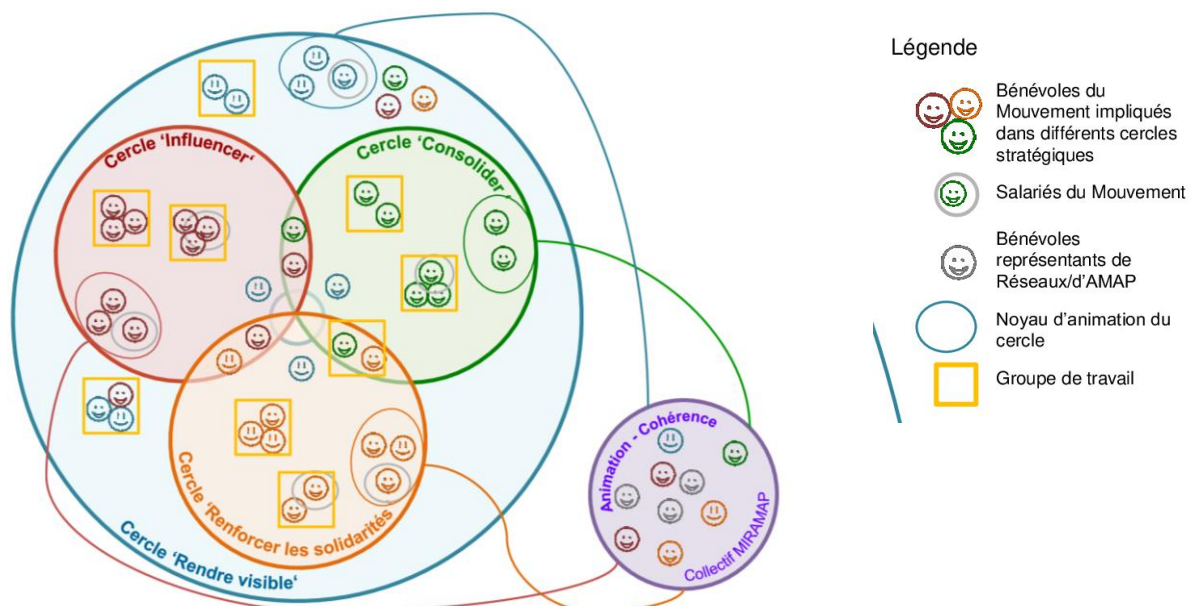 Cercle 'Influencer'
Cercle 'Consolider'
Cercle 'Renforcer les solidarités
Cercle 'Rendre visible'
Animation - Cohérence
Collectif MIRAMAP
Légende
Bénévoles du
Mouvement impliqués
dans différents cercles
stratégiques
Salariés du Mouvement
Bénévoles
représentants de
Réseaux/d'AMAP
Noyau d'animation du
cercle
Groupe de travail